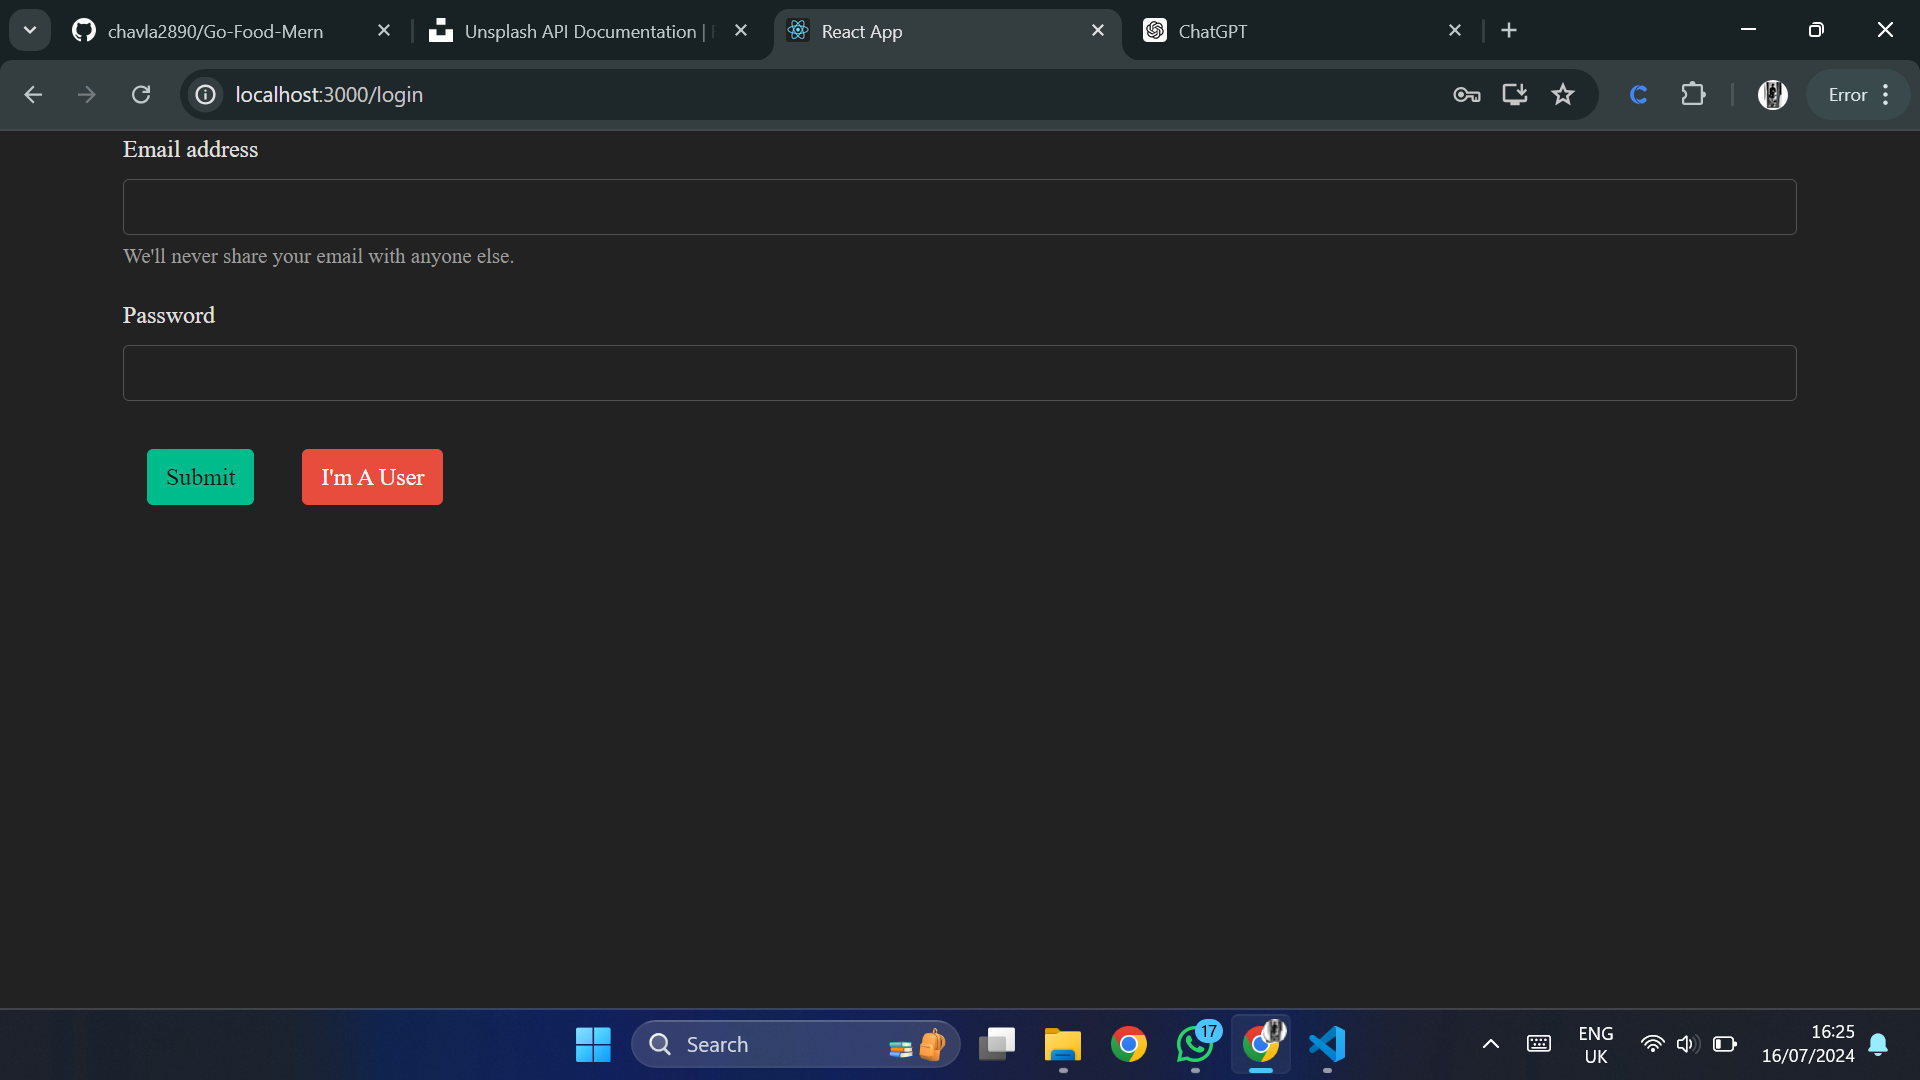 chavla2890/Go-Food-Mern
Unsplash API Documentation |
React App
ChatGPT
localhost:3000/login
Error
Email address
We'll never share your email with anyone else.
Password
Submit
I'm A User
Search
17
ENG
UK
16:25
16/07/2024